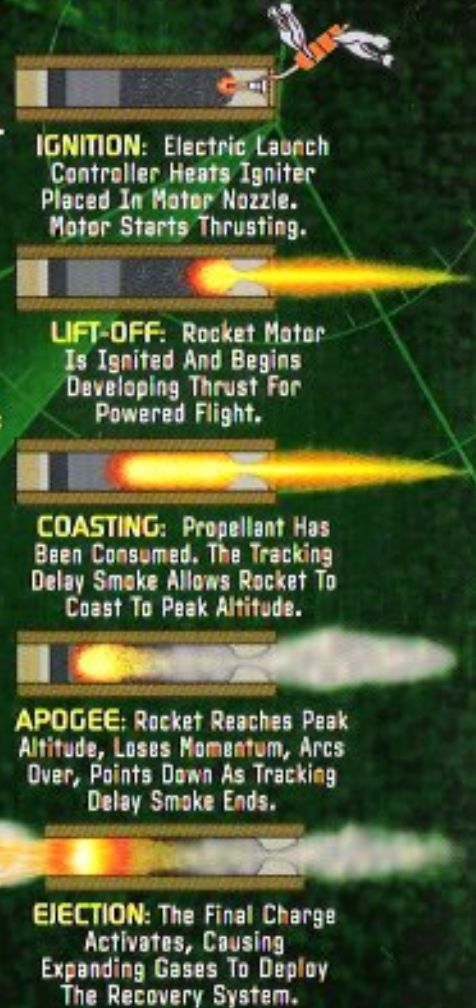 IGNITION: Electric Launch
Controller Heats Igniter
Placed In Motor Nozzle.
Motor Starts Thrusting.
LIFT-OFF: Rocket Motor
Is Ignited And Begins
Developing Thrust For
Powered Flight.
COASTING: Propellant Has
Been Consumed. The Tracking
Delay Smoke Allows Rocket To
Coast To Peak Altitude.
APOGEE: Rocket Reaches Peak
Altitude, Loses Momentum, Arcs
Over, Points Down As Tracking
Delay Smoke Ends.
EJECTION: The Final Charge
Activates, Causing
Expanding Gases To Deploy
The Recovery System.